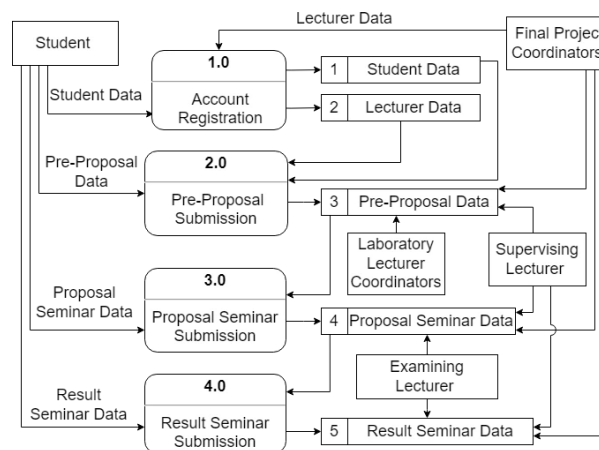 Lecturer Data
Student
Final Project
Coordinators
1.0
Account
Registration
1 Student Data
2 Lecturer Data
Student Data
Pre-Proposal
Data
2.0
Pre-Proposal
Submission
3 Pre-Proposal Data
Laboratory
Lecturer
Coordinators
Supervising
Lecturer
Proposal
Seminar Data
3.0
Proposal Seminar
Submission
4 Proposal Seminar Data
Examining
Lecturer
Result
Seminar Data
4.0
Result Seminar
Submission
5 Result Seminar Data